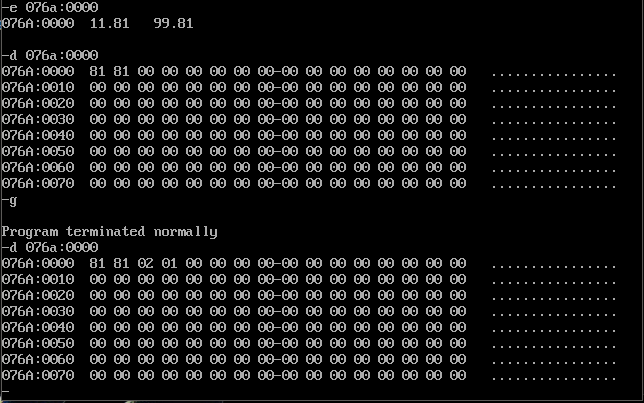 -e 076a:0000
076A:0000  11.81   99.81
-d 076a:0000
076A:0000  81 81 00 00 00 00 00 00-00 00 00 00 00 00 00 00   ................
076A:0010  00 00 00 00 00 00 00 00-00 00 00 00 00 00 00 00   ................
076A:0020  00 00 00 00 00 00 00 00-00 00 00 00 00 00 00 00   ................
076A:0030  00 00 00 00 00 00 00 00-00 00 00 00 00 00 00 00   ................
076A:0040  00 00 00 00 00 00 00 00-00 00 00 00 00 00 00 00   ................
076A:0050  00 00 00 00 00 00 00 00-00 00 00 00 00 00 00 00   ................
076A:0060  00 00 00 00 00 00 00 00-00 00 00 00 00 00 00 00   ................
076A:0070  00 00 00 00 00 00 00 00-00 00 00 00 00 00 00 00   ................
-g
Program terminated normally
-d 076a:0000
076A:0000  81 81 02 01 00 00 00 00-00 00 00 00 00 00 00 00   ................
076A:0010  00 00 00 00 00 00 00 00-00 00 00 00 00 00 00 00   ................
076A:0020  00 00 00 00 00 00 00 00-00 00 00 00 00 00 00 00   ................
076A:0030  00 00 00 00 00 00 00 00-00 00 00 00 00 00 00 00   ................
076A:0040  00 00 00 00 00 00 00 00-00 00 00 00 00 00 00 00   ................
076A:0050  00 00 00 00 00 00 00 00-00 00 00 00 00 00 00 00   ................
076A:0060  00 00 00 00 00 00 00 00-00 00 00 00 00 00 00 00   ................
076A:0070  00 00 00 00 00 00 00 00-00 00 00 00 00 00 00 00   ................
-